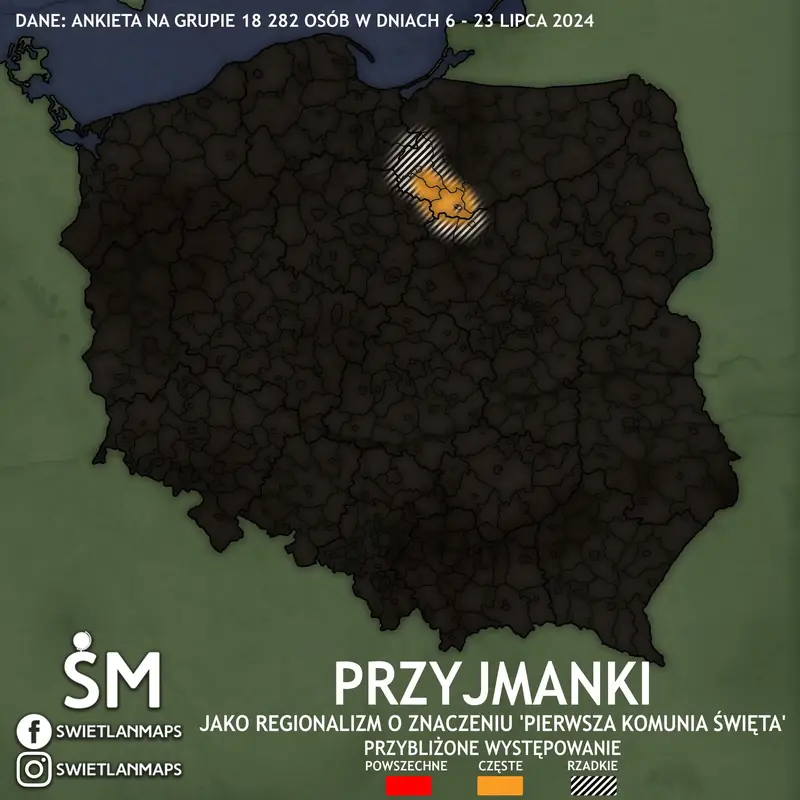 DANE: ANKIETA NA GRUPIE 18 282 OSÓB W DNIACH 6 - 23 LIPCA 2024
ŚM
SWIETLANMAPS
SWIETLANMAPS
PRZYJMANKI
JAKO REGIONALIZM O ZNACZENIU 'PIERWSZA KOMUNIA ŚWIĘTA'
PRZYBLIŻONE WYSTĘPOWANIE
POWSZECHNE CZĘSTE RZADKIE